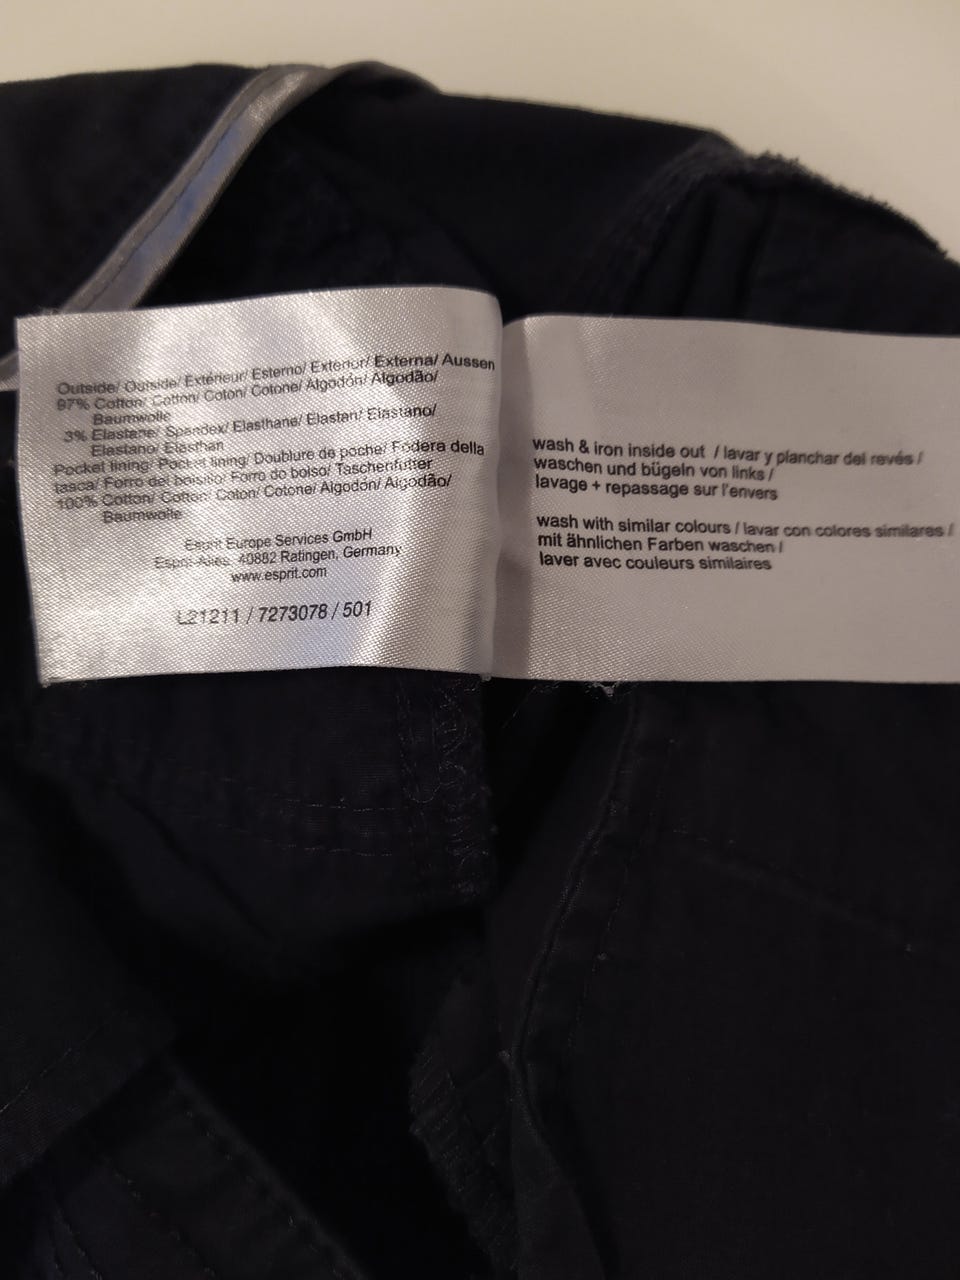 Outside/ Outside/ Extérieur/ Esterno/ Exterior/ Externa/ Aussen
97% Cotton/ Cotton/ Coton/ Cotone/ Algodón/ Algodão/
Baumwolle
3% Elastane/ Spandex/ Elasthane/ Elastan/ Elastano/
Elastano/ Elasthan
Pocket lining/ Pocket lining/ Doublure de poche/ Fodera della
tasca/ Forro del bolsillo/ Forro do bolso/ Taschenfutter
100% Cotton/ Cotton/ Coton/ Cotone/ Algodón/ Algodão/
Baumwolle
Esprit Europe Services GmbH
Esprit-Allee, 40882 Ratingen, Germany
www.esprit.com
L21211 / 7273078 / 501
wash & iron inside out / lavar y planchar del revés /
waschen und bügeln von links /
lavage + repassage sur l'envers
wash with similar colours / lavar con colores similares /
mit ähnlichen Farben waschen /
laver avec couleurs similaires